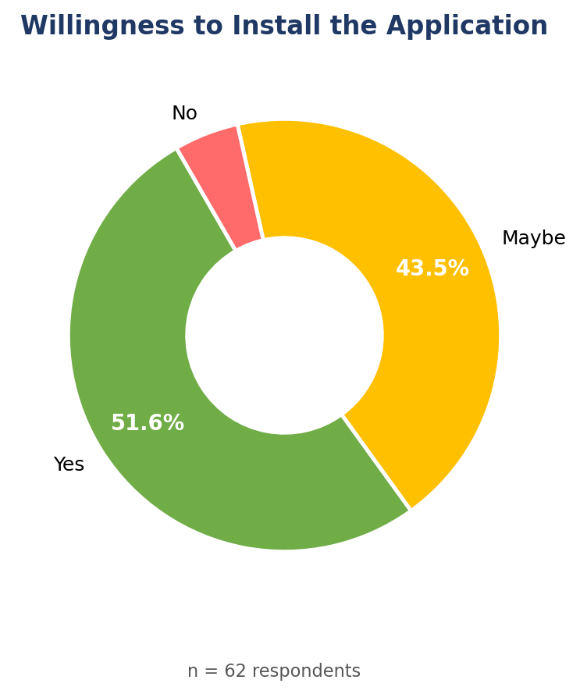 Willingness to Install the Application
No
Maybe
43.5%
51.6%
Yes
n = 62 respondents